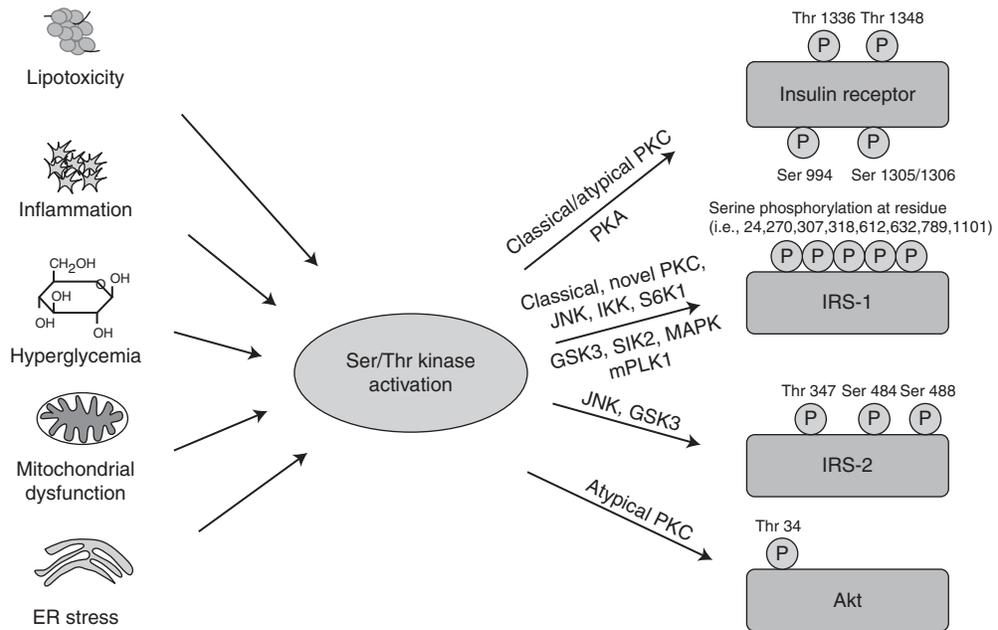 Lipotoxicity
Inflammation
CH2OH
O
OH
OH
OH
OH
Hyperglycemia
Mitochondrial
dysfunction
ER stress
Ser/Thr kinase
activation
Classical/atypical PKC
PKA
Classical, novel PKC,
JNK, IKK, S6K1
GSK3, SIK2, MAPK
mPLK1
JNK, GSK3
Atypical PKC
Thr 1336 Thr 1348
P P
Insulin receptor
P P
Ser 994 Ser 1305/1306
Serine phosphorylation at residue
(i.e., 24,270,307,318,612,632,789,1101)
P P P P P
IRS-1
Thr 347 Ser 484 Ser 488
P P P
IRS-2
Thr 34
P
Akt